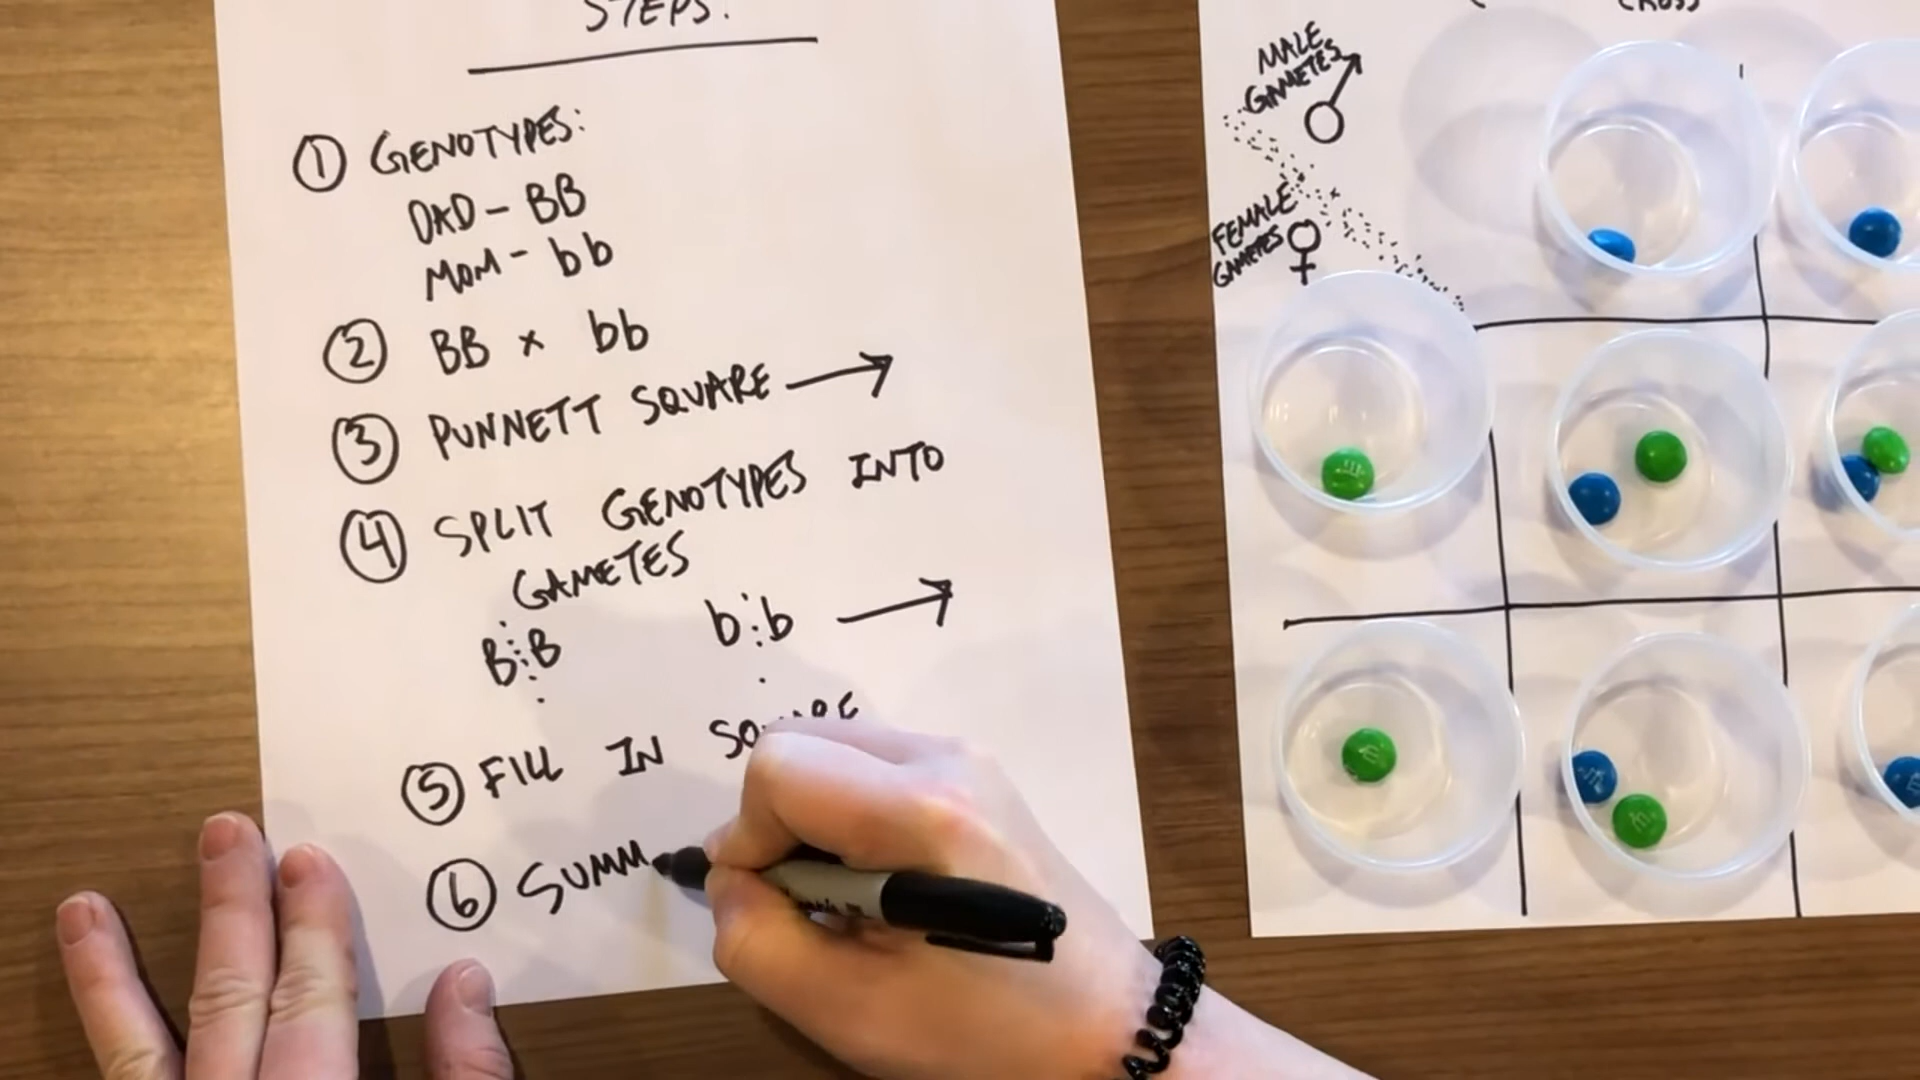 STEPS:
① GENOTYPES:
DAD - BB
MOM - bb
② BB x bb
③ PUNNETT SQUARE →
④ SPLIT GENOTYPES INTO
GAMETES
B⋮B b⋮b →
⑤ FILL IN SQUARE
⑥ SUMM
CROSS
MALE
GAMETES
♂
FEMALE
GAMETES
♀